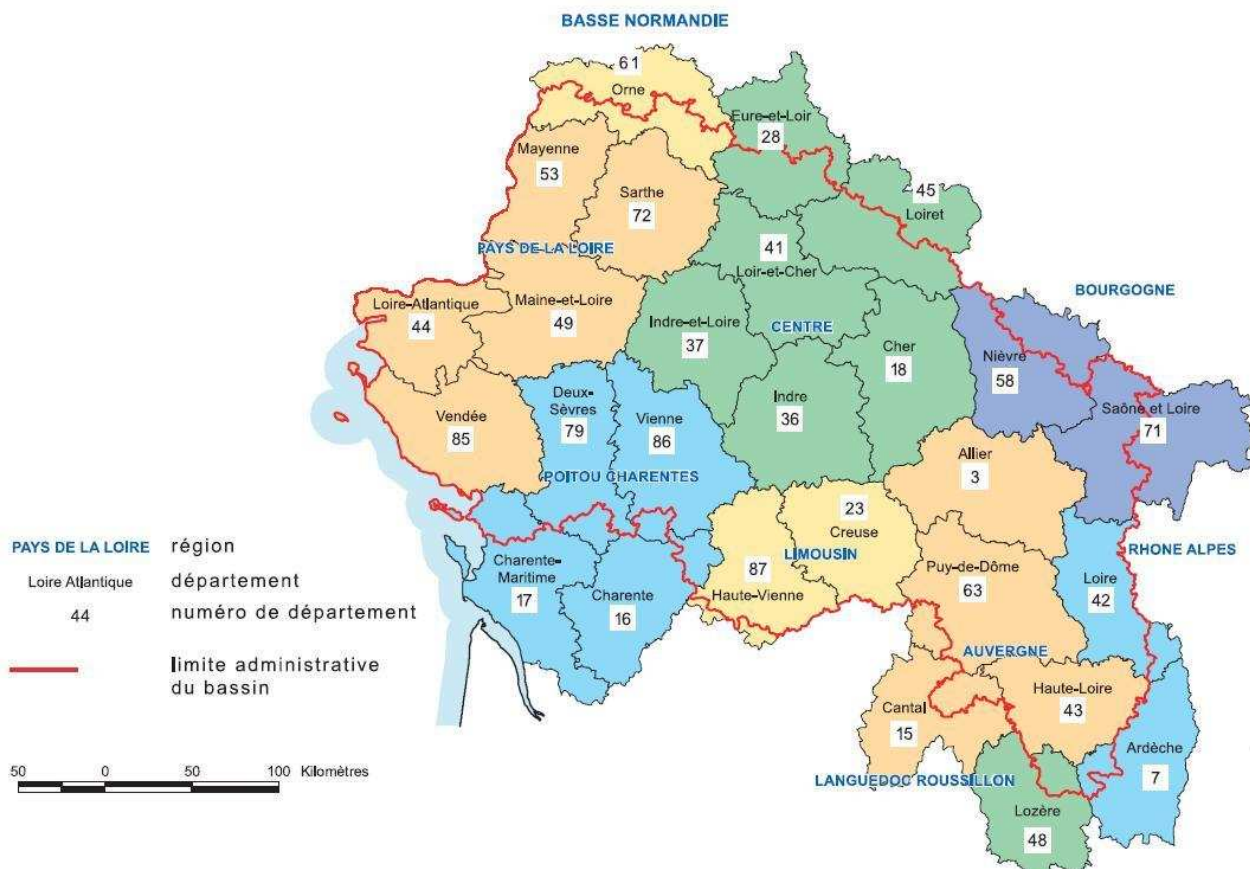 BASSE NORMANDIE
61
Orne
Eure-et-Loir
28
Mayenne
53
Sarthe
72
45
Loiret
41
Loir-et-Cher
PAYS DE LA LOIRE
BOURGOGNE
Loire-Atlantique
44
Maine-et-Loire
49
Indre-et-Loire
37
CENTRE
Cher
18
Nièvre
58
Saône et Loire
71
Vendée
85
Deux-
Sèvres
79
Vienne
86
Indre
36
Allier
3
POITOU CHARENTES
23
Creuse
LIMOUSIN
87
Haute-Vienne
RHONE ALPES
Puy-de-Dôme
63
Loire
42
Charente-
Maritime
17
Charente
16
AUVERGNE
Haute-Loire
43
Cantal
15
Ardèche
7
LANGUEDOC ROUSSILLON
Lozère
48
PAYS DE LA LOIRE région
Loire Atlantique département
44 numéro de département
limite administrative
du bassin
50 0 50 100 Kilomètres